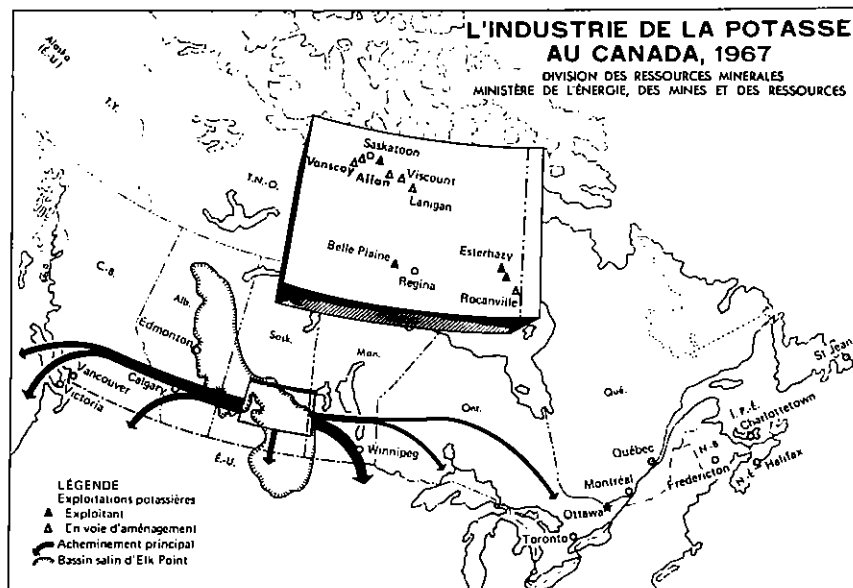 L'INDUSTRIE DE LA POTASSE
AU CANADA, 1967
DIVISION DES RESSOURCES MINERALES
MINISTÈRE DE L'ÉNERGIE, DES MINES ET DES RESSOURCES
Alaska
(É.-U)
T.Y.
T.N.-O.
Saskatoon
Vanscoy
Allan
Viscount
Lanigan
Belle Plaine
Regina
Esterhazy
Rocanville
C.-B.
Alb.
Edmonton
Sask.
Man.
Ont.
Qué.
St Jean
Î.P.-É.
Charlottetown
N.-B
Fredericton
N.-É.
Halifax
Vancouver
Victoria
Calgary
Winnipeg
É.-U.
Québec
Montréal
Ottawa
Toronto
LÉGENDE
Exploitations potassières
Exploitant
En voie d'aménagement
Acheminement principal
Bassin salin d'Elk Point